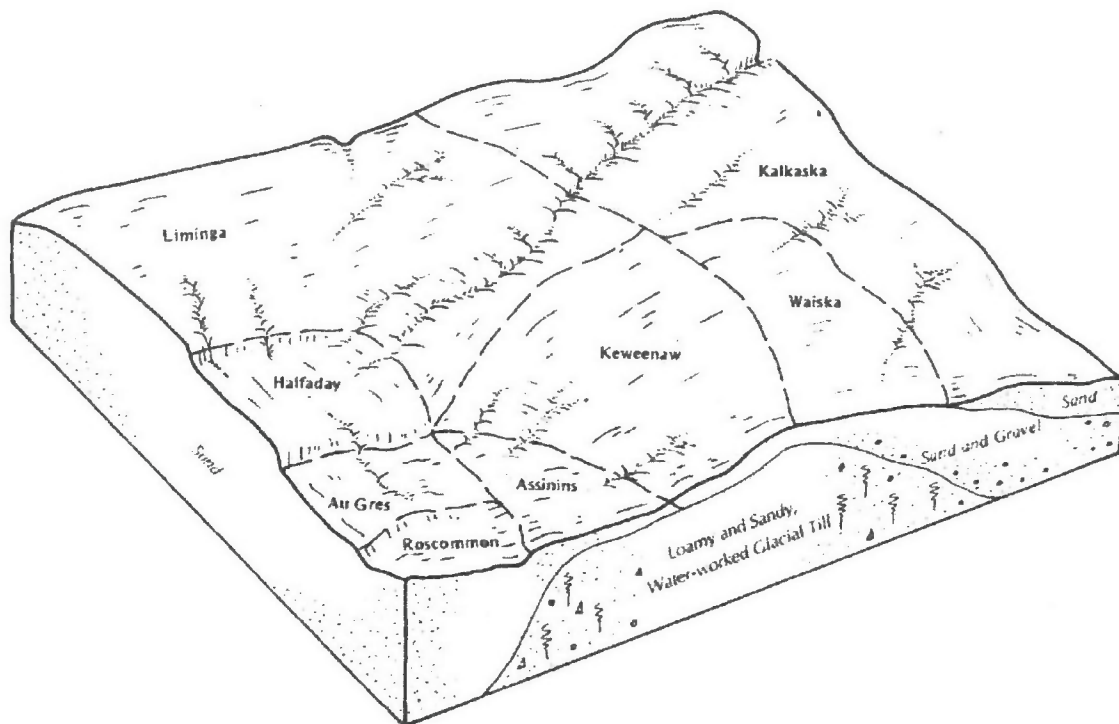 Kalkaska
Liminga
Waiska
Keweenaw
Halfaday
Sand
Sand
Sand and Gravel
Assinins
Au Gres
Roscommon
Loamy and Sandy,
Water-worked Glacial Till